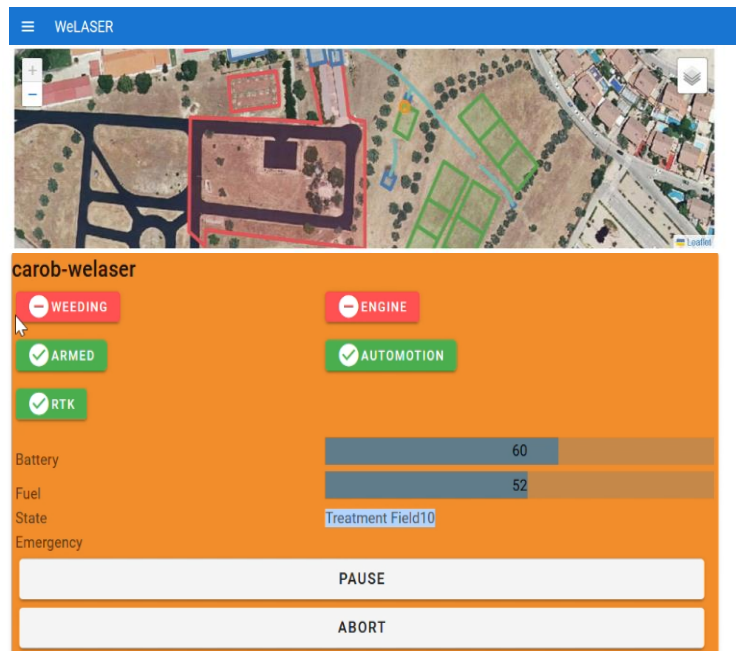 WeLASER
+
−
Leaflet
carob-welaser
WEEDING
ENGINE
ARMED
AUTOMOTION
RTK
Battery
60
Fuel
52
State
Treatment Field10
Emergency
PAUSE
ABORT